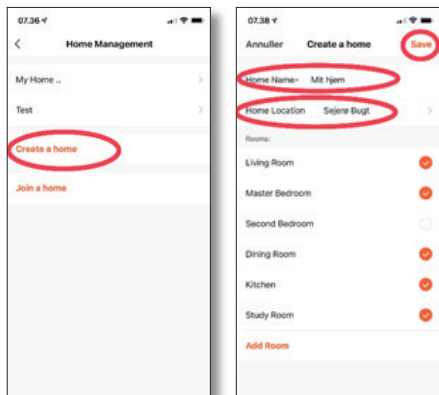 07.36
Home Management
My Home ..
Test
Create a home
Join a home
07.38
Annuller Create a home Save
Home Name* Mit hjem
Home Location Sejerø Bugt
Rooms:
Living Room
Master Bedroom
Second Bedroom
Dining Room
Kitchen
Study Room
Add Room